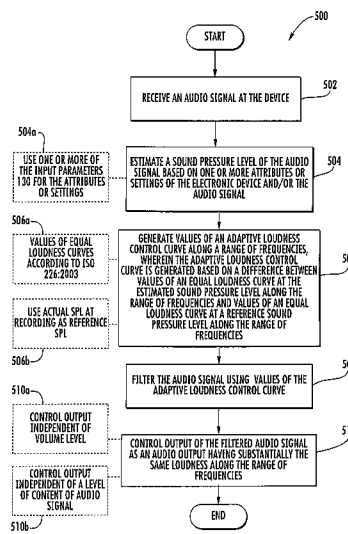 500
START
RECEIVE AN AUDIO SIGNAL AT THE DEVICE
502
504a
USE ONE OR MORE OF
THE INPUT PARAMETERS
130 FOR THE ATTRIBUTES
OR SETTINGS
ESTIMATE A SOUND PRESSURE LEVEL OF THE AUDIO
SIGNAL BASED ON ONE OR MORE ATTRIBUTES OR
SETTINGS OF THE ELECTRONIC DEVICE AND/OR THE
AUDIO SIGNAL
504
506a
VALUES OF EQUAL
LOUDNESS CURVES
ACCORDING TO ISO
226:2003
USE ACTUAL SPL AT
RECORDING AS REFERENCE
SPL
506b
GENERATE VALUES OF AN ADAPTIVE LOUDNESS
CONTROL CURVE ALONG A RANGE OF FREQUENCIES,
WHEREIN THE ADAPTIVE LOUDNESS CONTROL
CURVE IS GENERATED BASED ON A DIFFERENCE BETWEEN
VALUES OF AN EQUAL LOUDNESS CURVE AT THE
ESTIMATED SOUND PRESSURE LEVEL ALONG THE
RANGE OF FREQUENCIES AND VALUES OF AN EQUAL
LOUDNESS CURVE AT A REFERENCE SOUND
PRESSURE LEVEL ALONG THE RANGE OF
FREQUENCIES
FILTER THE AUDIO SIGNAL USING VALUES OF THE
ADAPTIVE LOUDNESS CONTROL CURVE
510a
CONTROL OUTPUT
INDEPENDENT OF
VOLUME LEVEL
CONTROL OUTPUT
INDEPENDENT OF A LEVEL
OF CONTENT OF AUDIO
SIGNAL
510b
CONTROL OUTPUT OF THE FILTERED AUDIO SIGNAL
AS AN AUDIO OUTPUT HAVING SUBSTANTIALLY
THE SAME LOUDNESS ALONG THE RANGE OF
FREQUENCIES
END